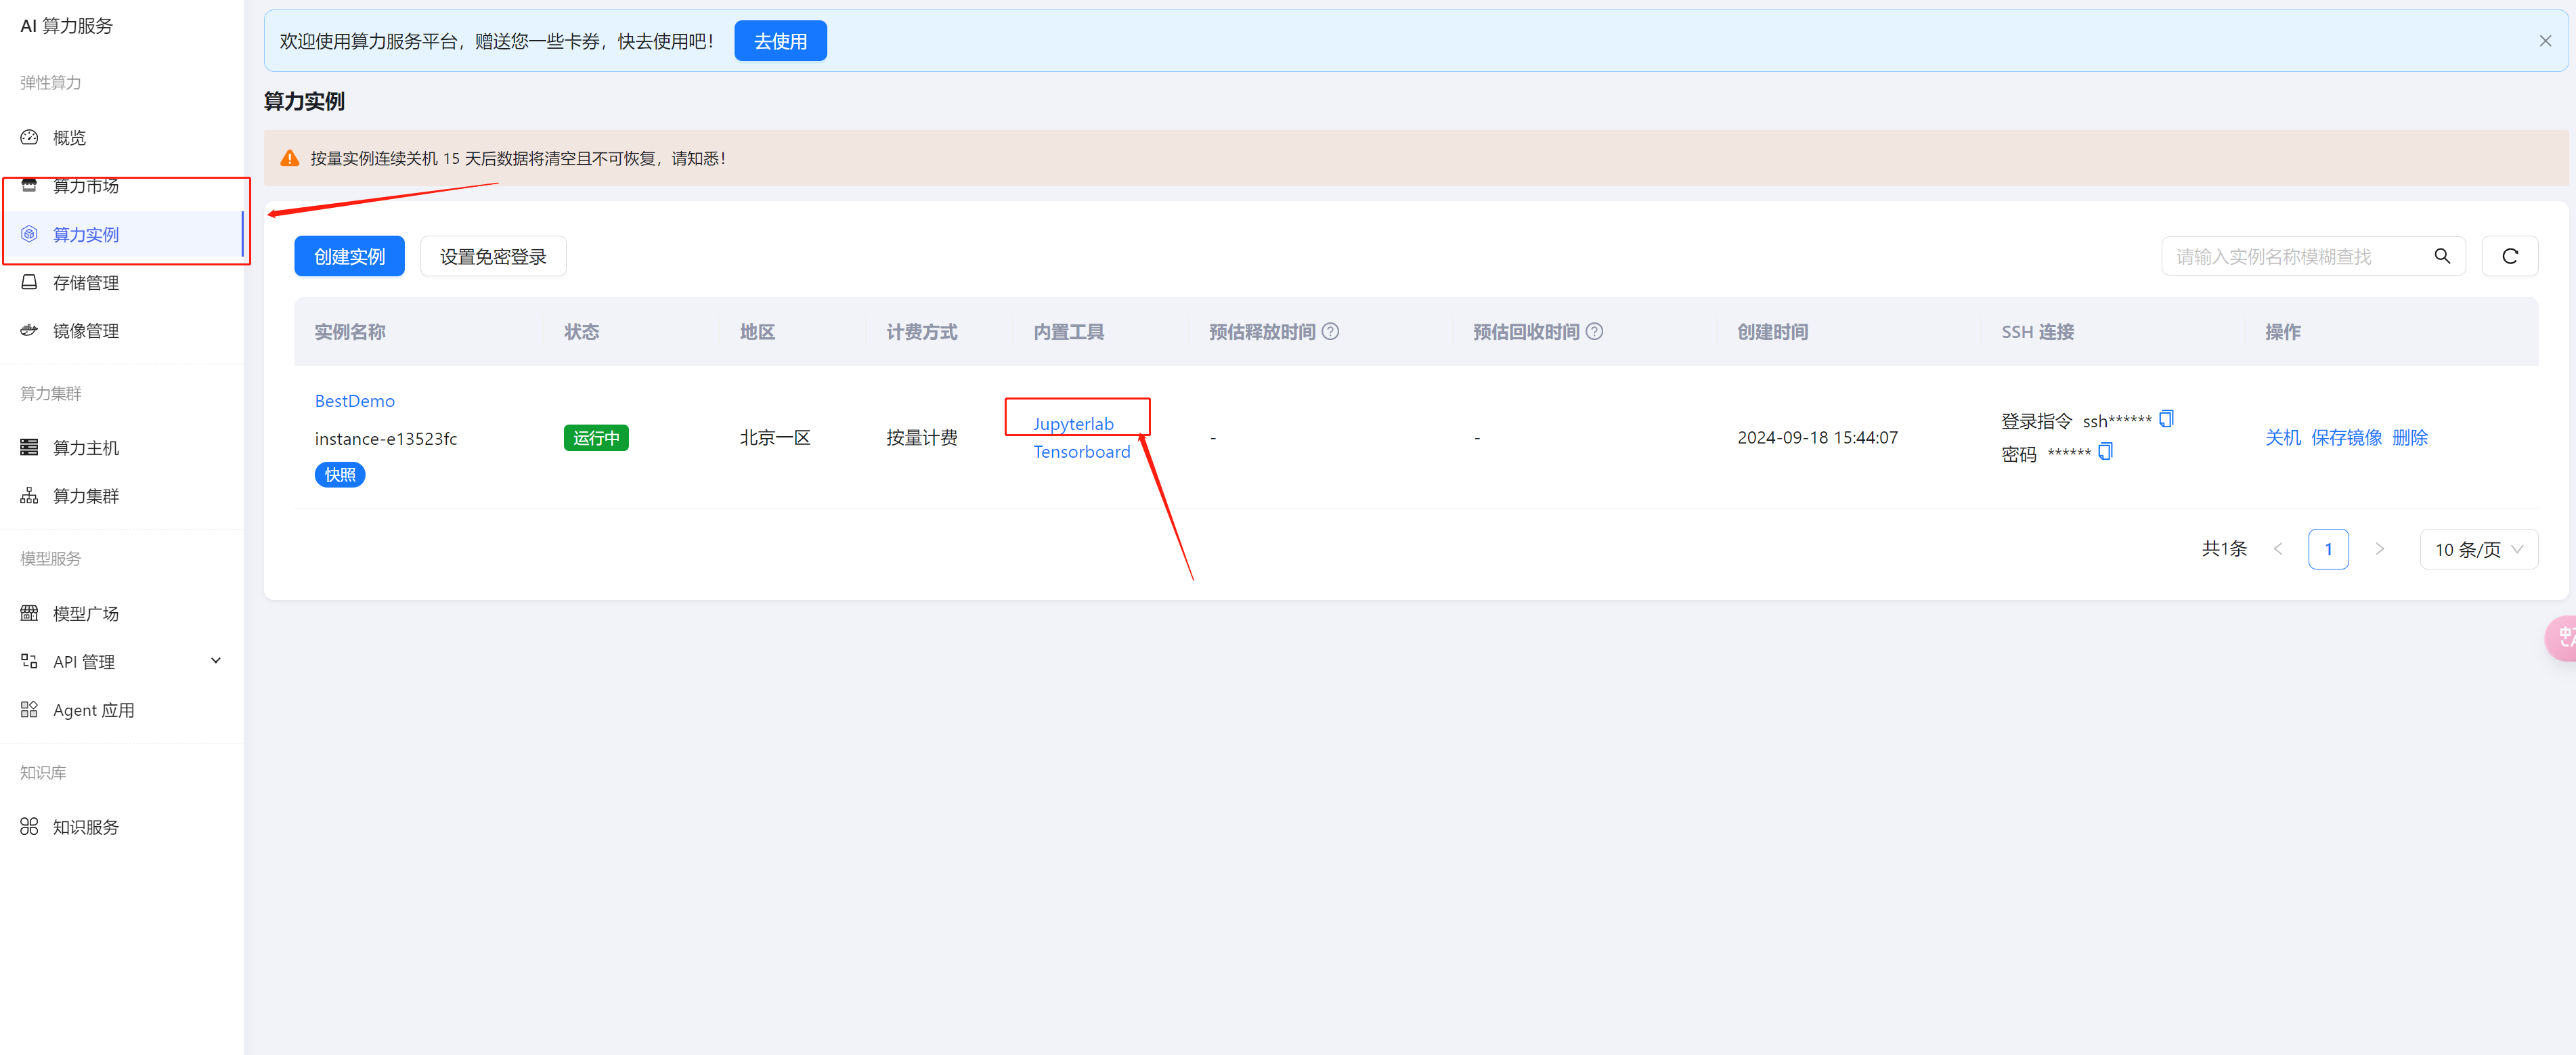 AI 算力服务
弹性算力
概览
算力市场
算力实例
存储管理
镜像管理
算力集群
算力主机
算力集群
模型服务
模型广场
API 管理
Agent 应用
知识库
知识服务
欢迎使用算力服务平台，赠送您一些卡券，快去使用吧！ 去使用
算力实例
按量实例连续关机 15 天后数据将清空且不可恢复，请知悉！
创建实例 设置免密登录 请输入实例名称模糊查找
实例名称 状态 地区 计费方式 内置工具 预估释放时间 预估回收时间 创建时间 SSH 连接 操作
BestDemo
instance-e13523fc
快照
运行中
北京一区
按量计费
Jupyterlab
Tensorboard
-
-
2024-09-18 15:44:07
登录指令 ssh******
密码 ******
关机 保存镜像 删除
共1条 < 1 > 10 条/页